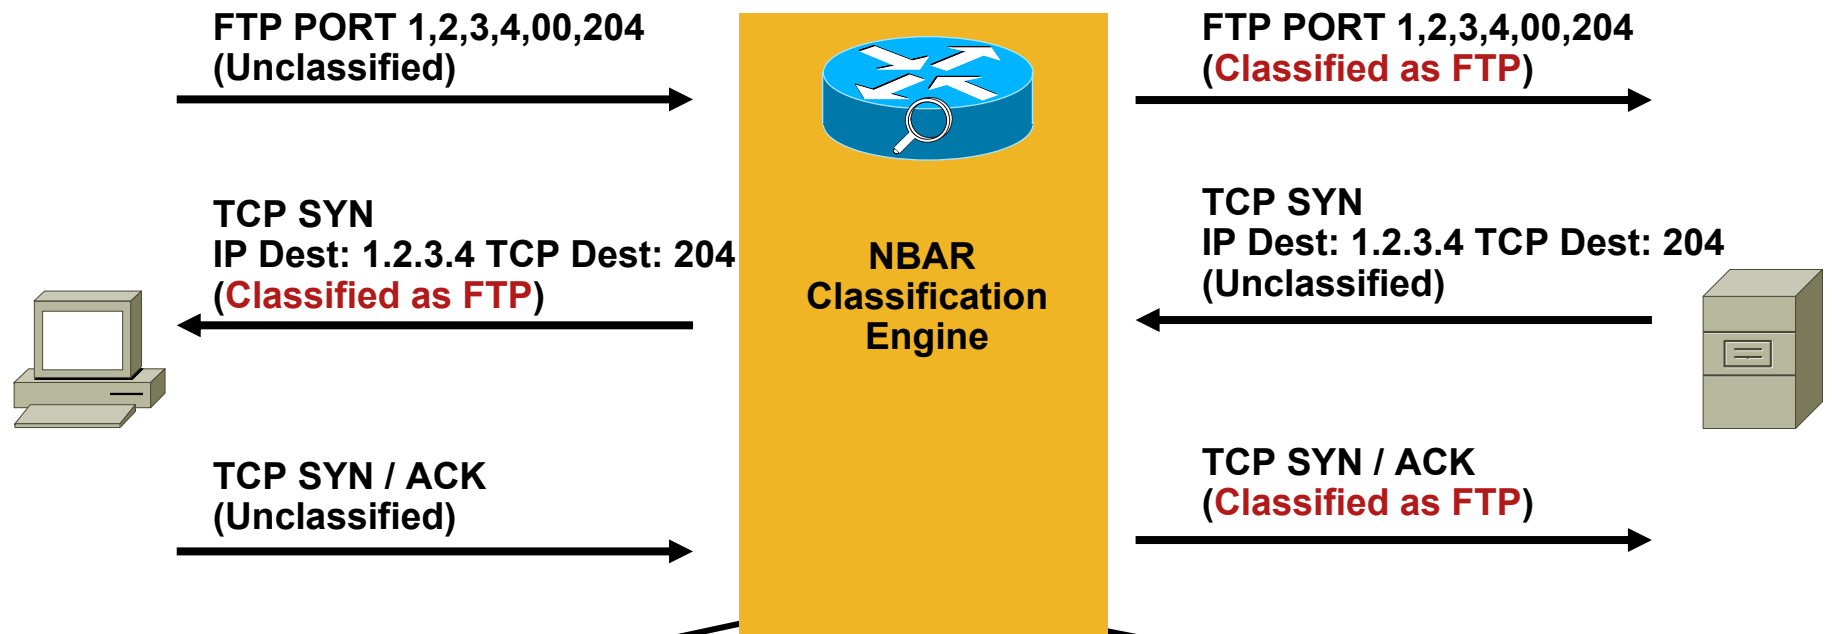 FTP PORT 1,2,3,4,00,204
(Unclassified)
FTP PORT 1,2,3,4,00,204
(Classified as FTP)
TCP SYN
IP Dest: 1.2.3.4 TCP Dest: 204
(Classified as FTP)
NBAR
Classification
Engine
TCP SYN
IP Dest: 1.2.3.4 TCP Dest: 204
(Unclassified)
TCP SYN / ACK
(Unclassified)
TCP SYN / ACK
(Classified as FTP)